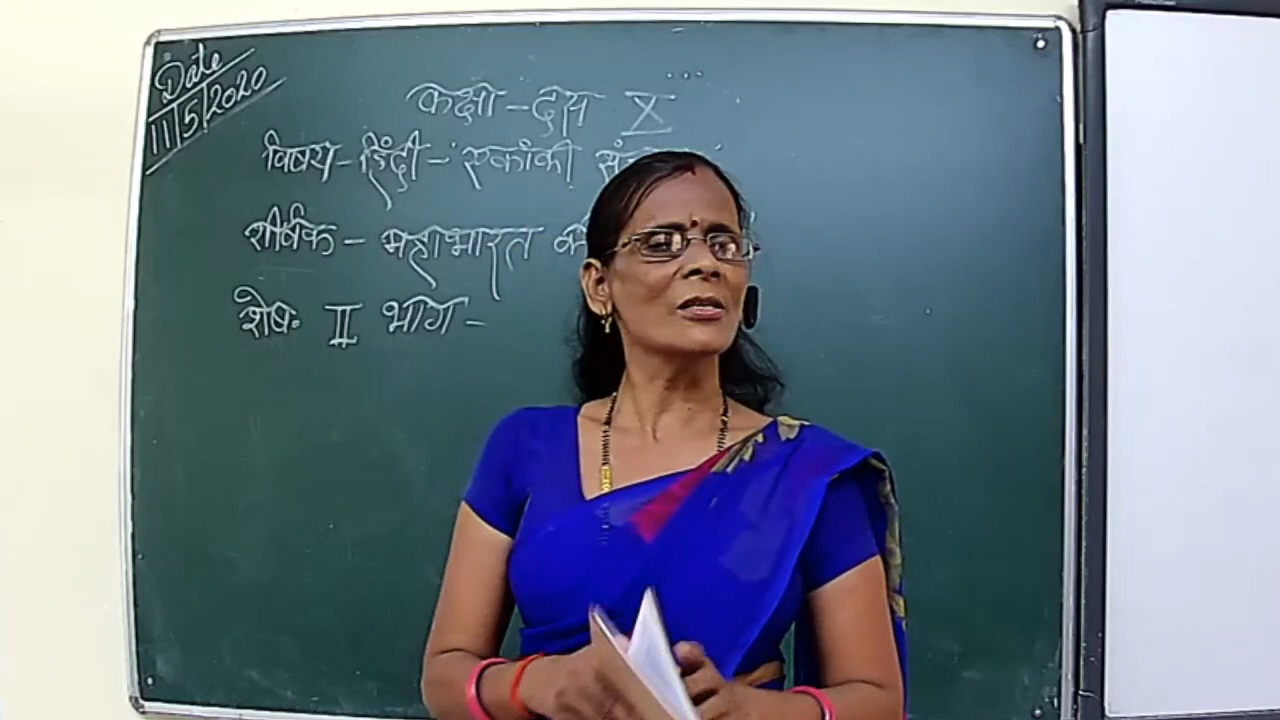 Date
11/5/2020
कक्षा - दस X
विषय - हिंदी - एकांकी
शीर्षक - महाभारत की
शेष: II भाग -